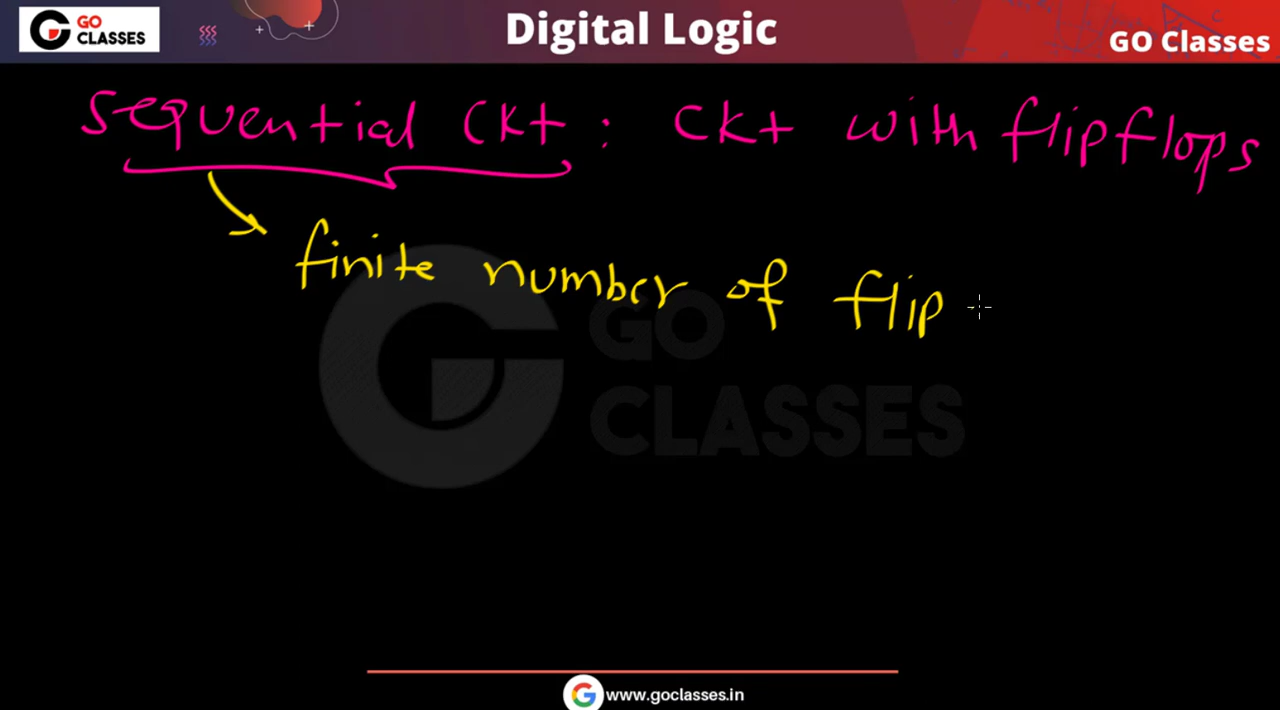 GO
CLASSES
Digital Logic
GO Classes
Sequential Ckt : Ckt with flipflops
finite number of flip
GO
CLASSES
www.goclasses.in